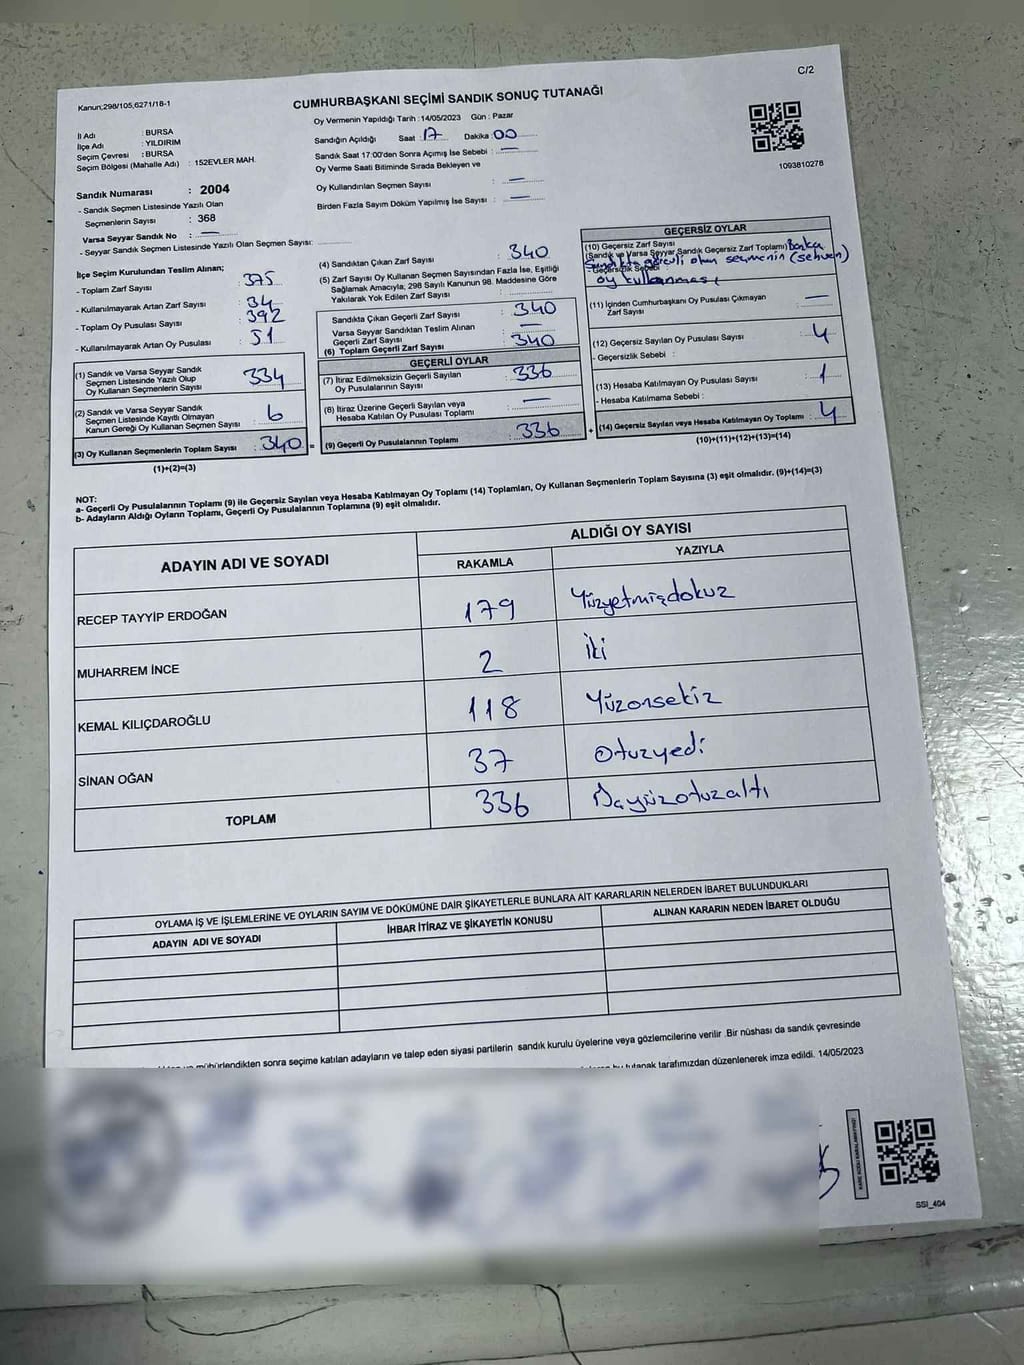 Kanun;298/105,6271/18-1
C/2
CUMHURBAŞKANI SEÇİMİ SANDIK SONUÇ TUTANAĞI
Oy Vermenin Yapıldığı Tarih : 14/05/2023 Gün : Pazar
İl Adı : BURSA
İlçe Adı : YILDIRIM
Seçim Çevresi : BURSA
Seçim Bölgesi (Mahalle Adı) : 152EVLER MAH.
Sandığın Açıldığı Saat : 17 Dakika : 00
Sandık Saat 17:00'den Sonra Açımış İse Sebebi : —
Oy Verme Saati Bitiminde Sırada Bekleyen ve
Oy Kullandırılan Seçmen Sayısı : —
Birden Fazla Sayım Döküm Yapılmış İse Sayısı : —
1093810278
Sandık Numarası : 2004
- Sandık Seçmen Listesinde Yazılı Olan
Seçmenlerin Sayısı : 368
Varsa Seyyar Sandık No : —
- Seyyar Sandık Seçmen Listesinde Yazılı Olan Seçmen Sayısı:
İlçe Seçim Kurulundan Teslim Alınan;
- Toplam Zarf Sayısı : 375
- Kullanılmayarak Artan Zarf Sayısı : 34
- Toplam Oy Pusulası Sayısı : 392
- Kullanılmayarak Artan Oy Pusulası : 51
(1) Sandık ve Varsa Seyyar Sandık
Seçmen Listesinde Yazılı Olup
Oy Kullanan Seçmenlerin Sayısı : 334
(2) Sandık ve Varsa Seyyar Sandık
Seçmen Listesinde Kayıtlı Olmayan
Kanun Gereği Oy Kullanan Seçmen Sayısı : 6
(3) Oy Kullanan Seçmenlerin Toplam Sayısı : 340 =
(1)+(2)=(3)
(4) Sandıktan Çıkan Zarf Sayısı : 340
(5) Zarf Sayısı Oy Kullanan Seçmen Sayısından Fazla İse, Eşitliği
Sağlamak Amacıyla, 298 Sayılı Kanunun 98. Maddesine Göre
Yakılarak Yok Edilen Zarf Sayısı :
Sandıkta Çıkan Geçerli Zarf Sayısı : 340
Varsa Seyyar Sandıktan Teslim Alınan
Geçerli Zarf Sayısı : —
(6) Toplam Geçerli Zarf Sayısı : 340
GEÇERLİ OYLAR
(7) İtiraz Edilmeksizin Geçerli Sayılan
Oy Pusulalarının Sayısı : 336
(8) İtiraz Üzerine Geçerli Sayılan veya
Hesaba Katılan Oy Pusulası Toplamı : —
(9) Geçerli Oy Pusulalarının Toplamı : 336 +
GEÇERSİZ OYLAR
(10) Geçersiz Zarf Sayısı
(Sandık ve Varsa Seyyar Sandık Geçersiz Zarf Toplamı) Başka
- Geçersizlik Sebebi :
Sandıkta görevli olan seçmenin (sehven)
oy kullanması
(11) İçinden Cumhurbaşkanı Oy Pusulası Çıkmayan
Zarf Sayısı : —
(12) Geçersiz Sayılan Oy Pusulası Sayısı : 4
- Geçersizlik Sebebi :
(13) Hesaba Katılmayan Oy Pusulası Sayısı : 1
- Hesaba Katılmama Sebebi :
(14) Geçersiz Sayılan veya Hesaba Katılmayan Oy Toplamı : 4
(10)+(11)+(12)+(13)=(14)
NOT:
a- Geçerli Oy Pusulalarının Toplamı (9) ile Geçersiz Sayılan veya Hesaba Katılmayan Oy Toplamı (14) Toplamları, Oy Kullanan Seçmenlerin Toplam Sayısına (3) eşit olmalıdır. (9)+(14)=(3)
b- Adayların Aldığı Oyların Toplamı, Geçerli Oy Pusulalarının Toplamına (9) eşit olmalıdır.
ADAYIN ADI VE SOYADI
ALDIĞI OY SAYISI
RAKAMLA YAZIYLA
RECEP TAYYİP ERDOĞAN 179 Yüzyetmişdokuz
MUHARREM İNCE 2 İki
KEMAL KILIÇDAROĞLU 118 Yüzonsekiz
SİNAN OĞAN 37 Otuzyedi
TOPLAM 336
OYLAMA İŞ VE İŞLEMLERİNE VE OYLARIN SAYIM VE DÖKÜMÜNE DAİR ŞİKAYETLERLE BUNLARA AİT KARARLARIN NELERDEN İBARET BULUNDUKLARI
ADAYIN ADI VE SOYADI İHBAR İTİRAZ VE ŞİKAYETİN KONUSU ALINAN KARARIN NEDEN İBARET OLDUĞU
mühürlendikten sonra seçime katılan adayların ve talep eden siyasi partilerin sandık kurulu üyelerine veya gözlemcilerine verilir .Bir nüshası da sandık çevresinde
bu tutanak tarafımızdan düzenlenerek imza edildi. 14/05/2023
SSI_404